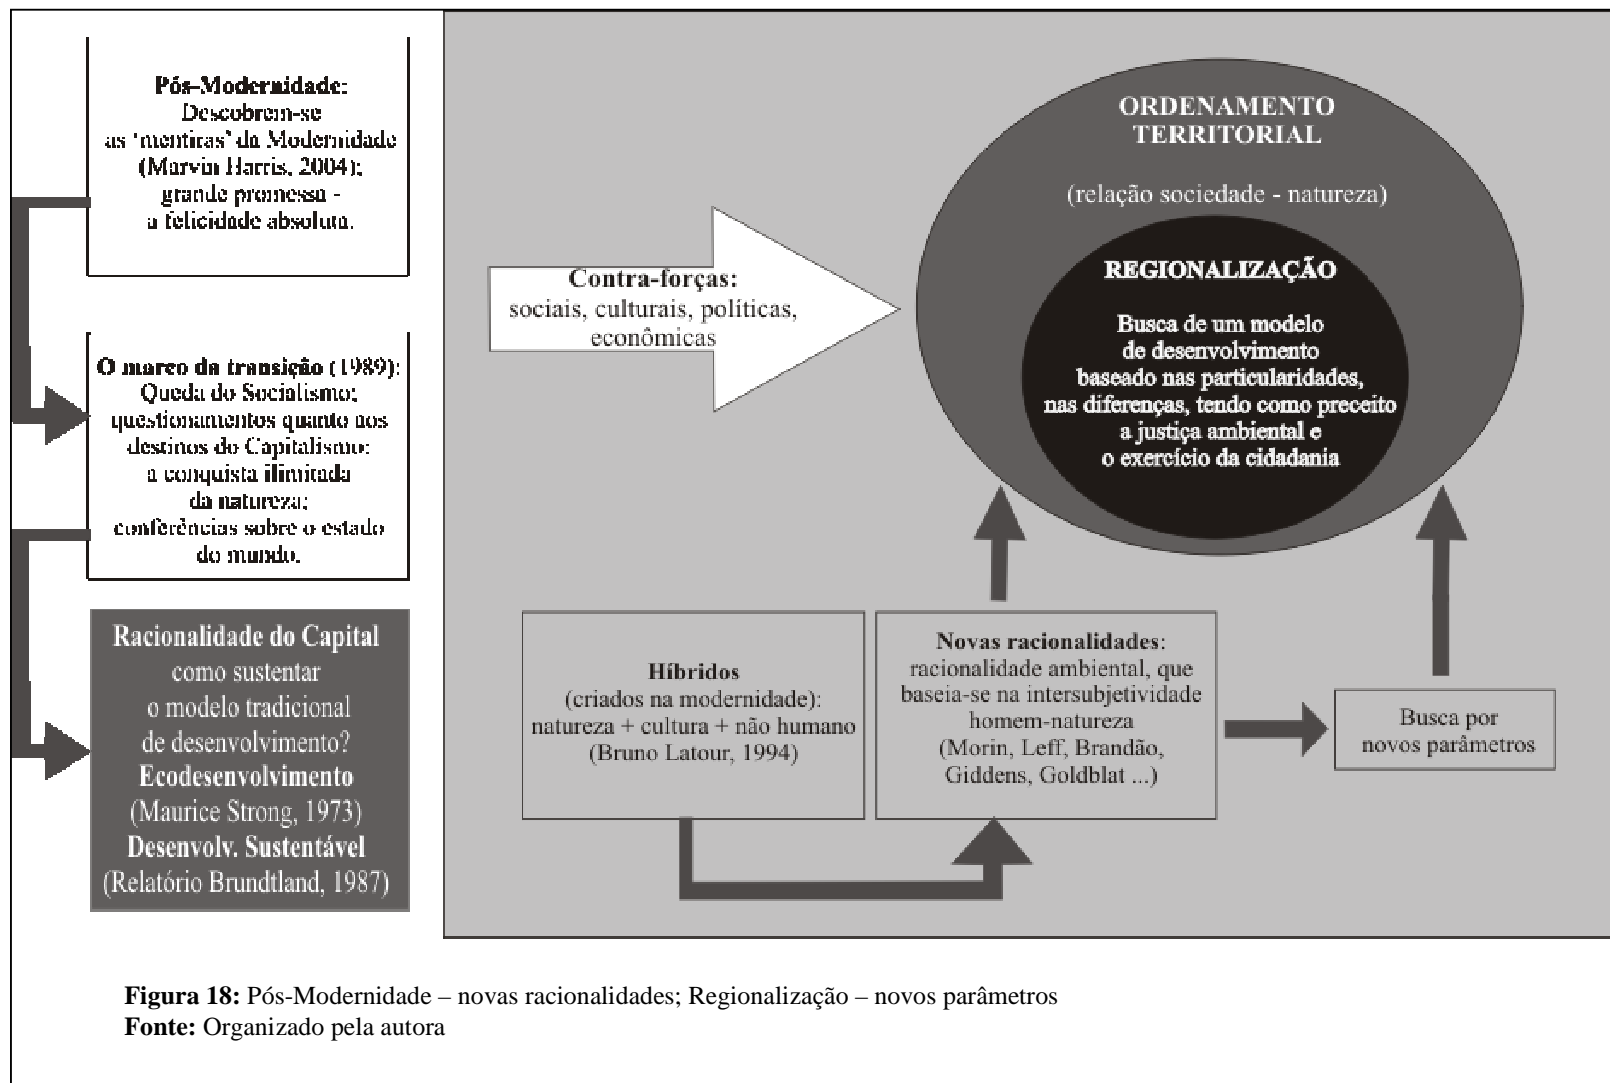 Pós-Modernidade:
Descobrem-se
as 'mentiras' da Modernidade
(Marvin Harris, 2004);
grande promessa -
a felicidade absoluta.
O marco da transição (1989):
Queda do Socialismo;
questionamentos quanto aos
destinos do Capitalismo:
a conquista ilimitada
da natureza;
conferências sobre o estado
do mundo.
Racionalidade do Capital
como sustentar
o modelo tradicional
de desenvolvimento?
Ecodesenvolvimento
(Maurice Strong, 1973)
Desenvolv. Sustentável
(Relatório Brundtland, 1987)
Contra-forças:
sociais, culturais, políticas,
econômicas
ORDENAMENTO
TERRITORIAL
(relação sociedade - natureza)
REGIONALIZAÇÃO
Busca de um modelo
de desenvolvimento
baseado nas particularidades,
nas diferenças, tendo como preceito
a justiça ambiental e
o exercício da cidadania
Híbridos
(criados na modernidade):
natureza + cultura + não humano
(Bruno Latour, 1994)
Novas racionalidades:
racionalidade ambiental, que
baseia-se na intersubjetividade
homem-natureza
(Morin, Leff, Brandão,
Giddens, Goldblat ...)
Busca por
novos parâmetros
Figura 18: Pós-Modernidade – novas racionalidades; Regionalização – novos parâmetros
Fonte: Organizado pela autora